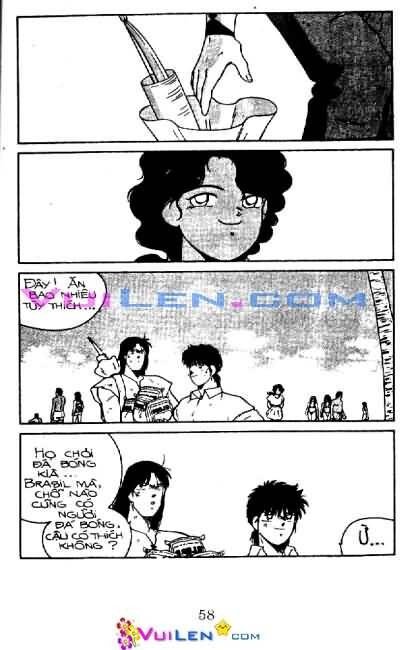 ĐÂY! ĂN
BAO NHIÊU
TÙY THÍCH...
VUILEN.COM
HỌ CHƠI
ĐÁ BÓNG
KÌA...
BRASIL MÀ,
CHỖ NÀO
CŨNG CÓ
NGƯỜI
ĐÁ BÓNG.
CẬU CÓ THÍCH
KHÔNG?
Ừ...
58
VUILEN.COM